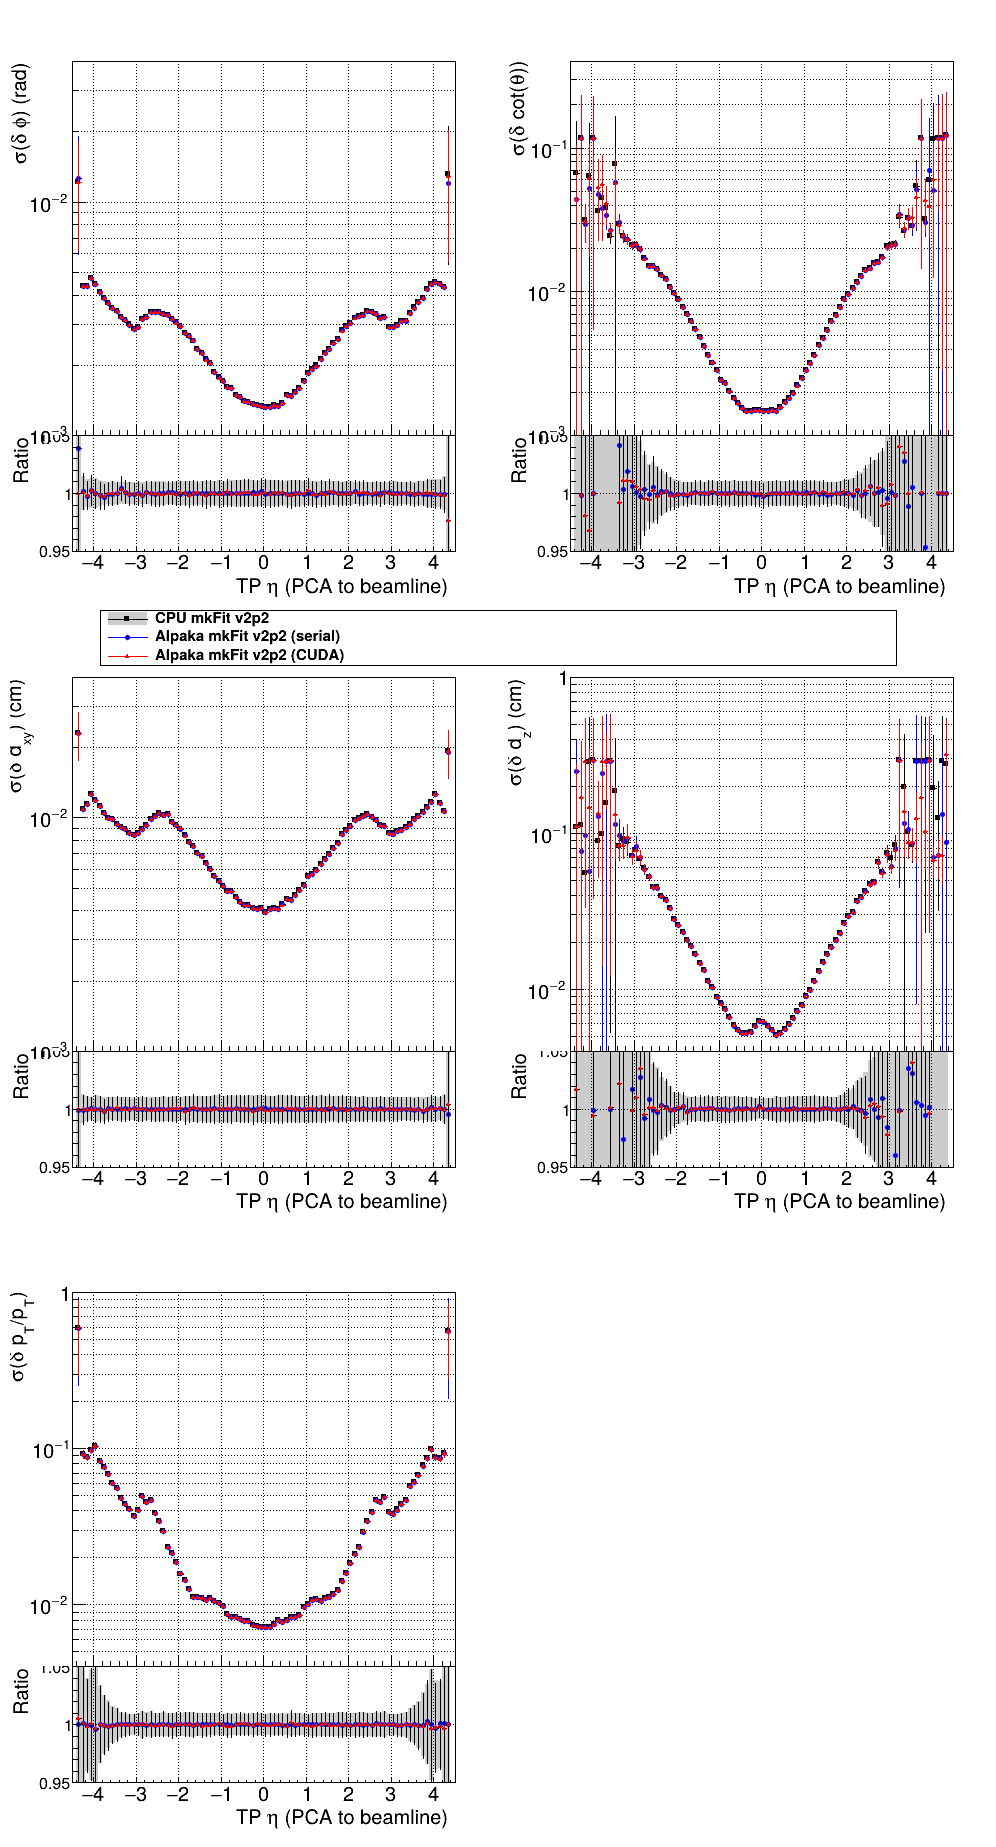 σ(δ φ) (rad)
10⁻²
10⁻³
1.05
Ratio
1
0.95
−4 −3 −2 −1 0 1 2 3 4
TP η (PCA to beamline)
σ(δ cot(θ))
10⁻¹
10⁻²
10⁻³
1.05
Ratio
1
0.95
−4 −3 −2 −1 0 1 2 3 4
TP η (PCA to beamline)
CPU mkFit v2p2
Alpaka mkFit v2p2 (serial)
Alpaka mkFit v2p2 (CUDA)
σ(δ d_xy) (cm)
10⁻²
10⁻³
1.05
Ratio
1
0.95
−4 −3 −2 −1 0 1 2 3 4
TP η (PCA to beamline)
σ(δ d_z) (cm)
1
10⁻¹
10⁻²
1.05
Ratio
1
0.95
−4 −3 −2 −1 0 1 2 3 4
TP η (PCA to beamline)
σ(δ p_T/p_T)
1
10⁻¹
10⁻²
1.05
Ratio
1
0.95
−4 −3 −2 −1 0 1 2 3 4
TP η (PCA to beamline)